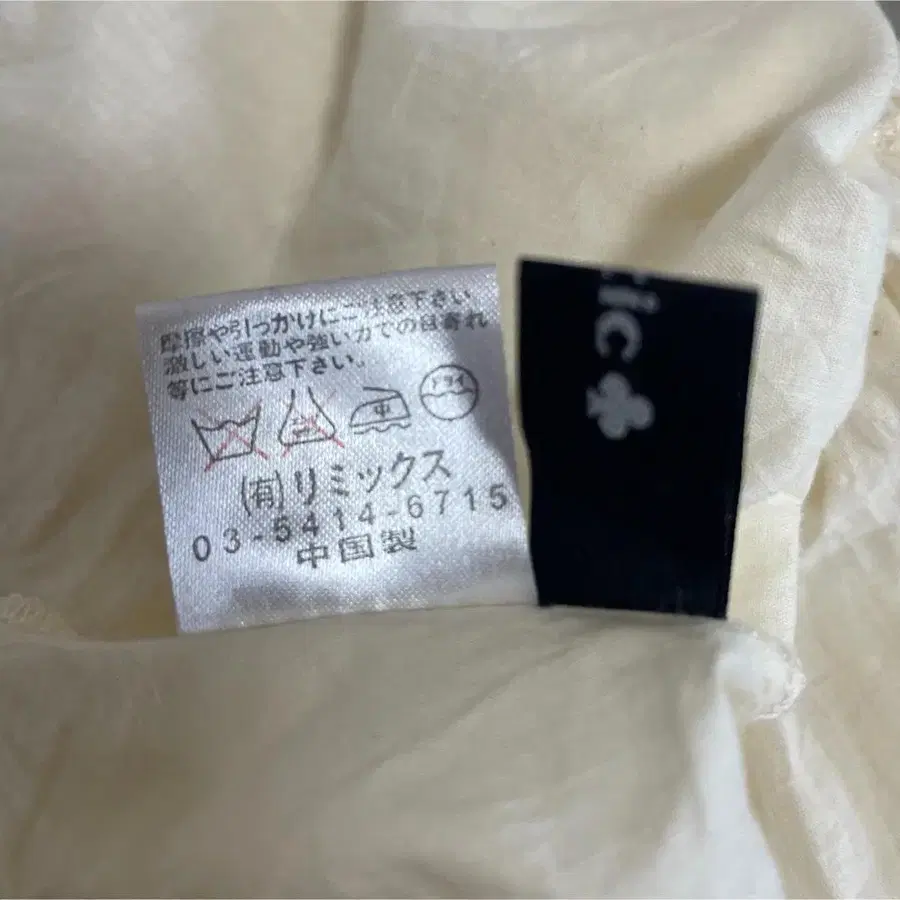 摩擦や引っかけにご注意下さい
激しい運動や強い力での目寄れ
等にご注意下さい。
中
ドライ
(有)リミックス
03-5414-6715
中国製
ric